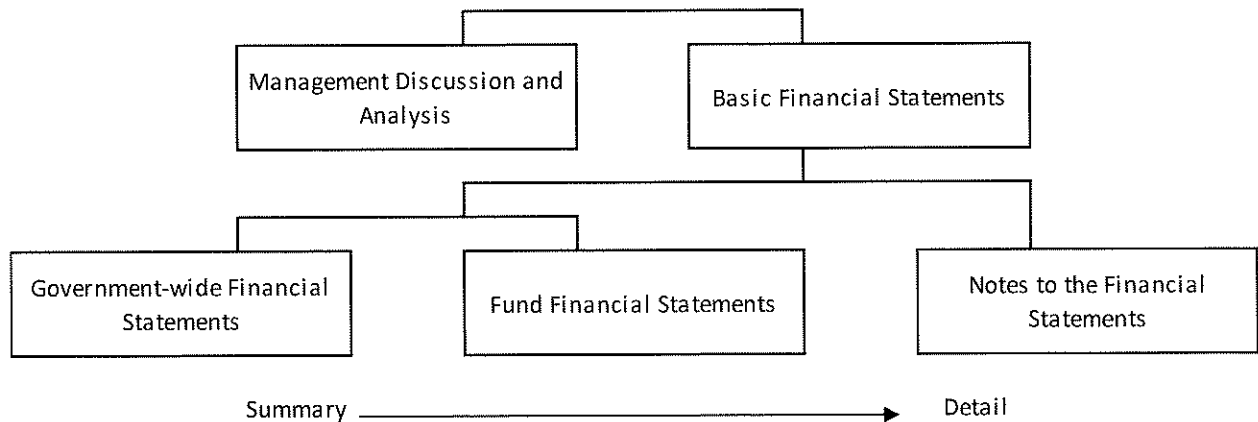 Management Discussion and
Analysis
Basic Financial Statements
Government-wide Financial
Statements
Fund Financial Statements
Notes to the Financial
Statements
Summary
Detail